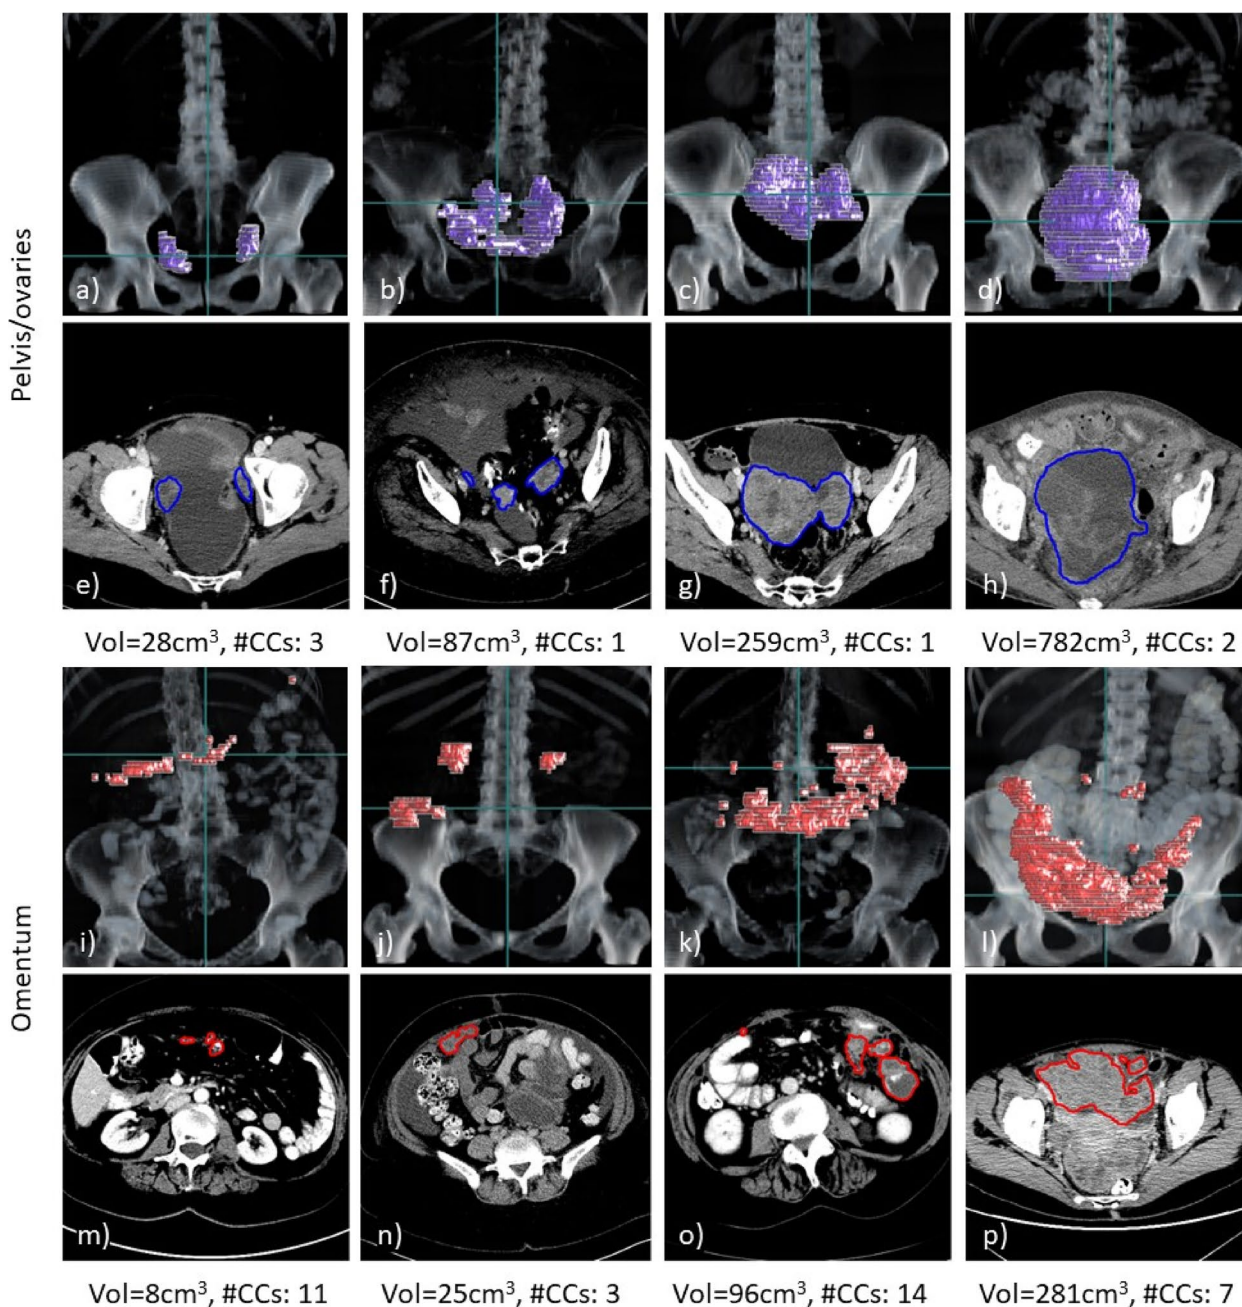 Pelvis/ovaries
a) b) c) d)
e) f) g) h)
Vol=28cm³, #CCs: 3 Vol=87cm³, #CCs: 1 Vol=259cm³, #CCs: 1 Vol=782cm³, #CCs: 2
Omentum
i) j) k) l)
m) n) o) p)
Vol=8cm³, #CCs: 11 Vol=25cm³, #CCs: 3 Vol=96cm³, #CCs: 14 Vol=281cm³, #CCs: 7